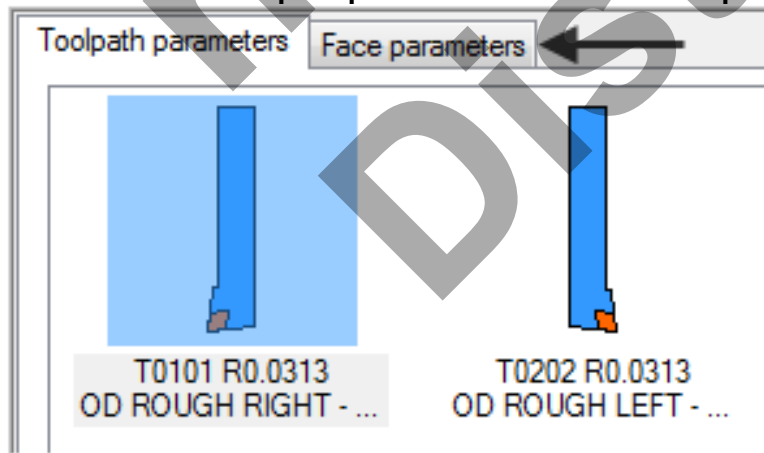 Toolpath parameters
Face parameters
T0101 R0.0313
OD ROUGH RIGHT - ...
T0202 R0.0313
OD ROUGH LEFT - ...